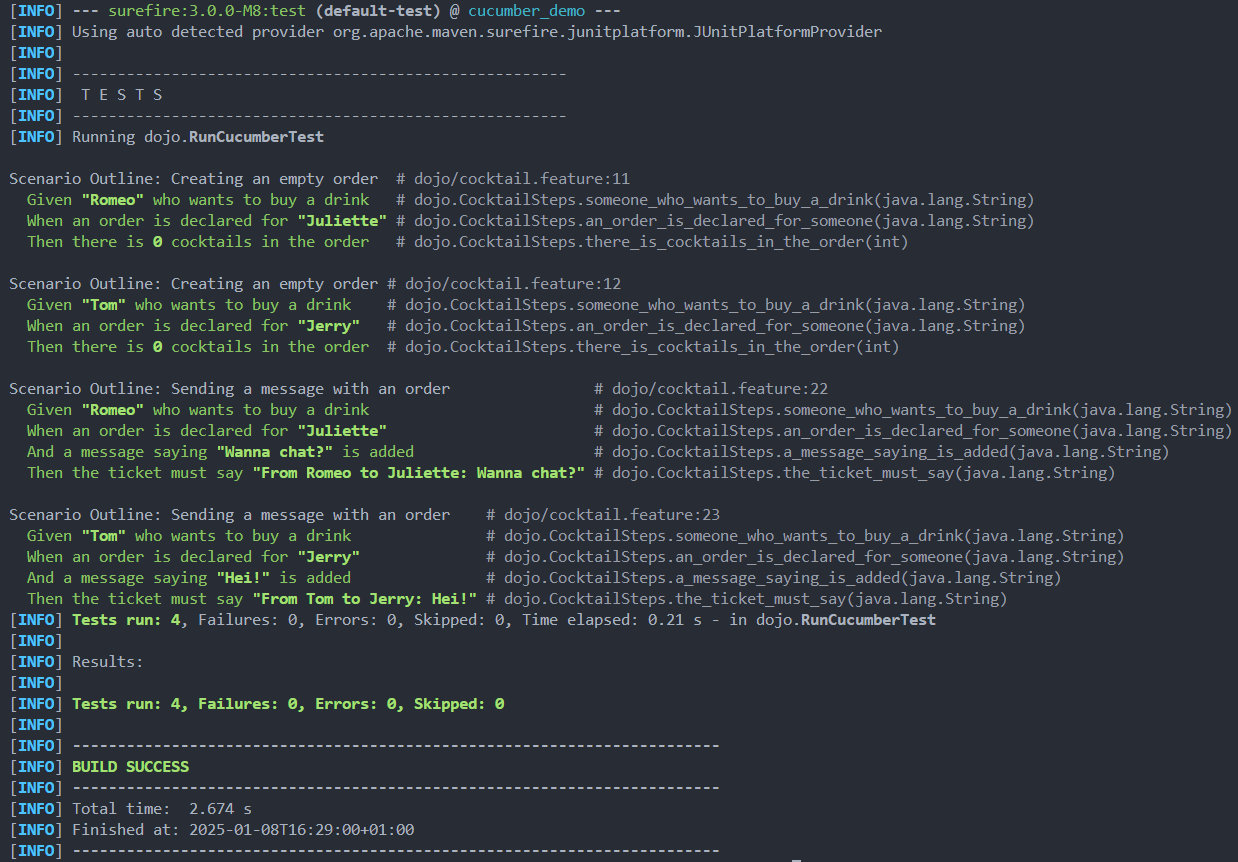 [INFO] --- surefire:3.0.0-M8:test (default-test) @ cucumber_demo ---
[INFO] Using auto detected provider org.apache.maven.surefire.junitplatform.JUnitPlatformProvider
[INFO]
[INFO] -------------------------------------------------------
[INFO]  T E S T S
[INFO] -------------------------------------------------------
[INFO] Running dojo.RunCucumberTest

Scenario Outline: Creating an empty order  # dojo/cocktail.feature:11
  Given "Romeo" who wants to buy a drink   # dojo.CocktailSteps.someone_who_wants_to_buy_a_drink(java.lang.String)
  When an order is declared for "Juliette" # dojo.CocktailSteps.an_order_is_declared_for_someone(java.lang.String)
  Then there is 0 cocktails in the order   # dojo.CocktailSteps.there_is_cocktails_in_the_order(int)

Scenario Outline: Creating an empty order # dojo/cocktail.feature:12
  Given "Tom" who wants to buy a drink    # dojo.CocktailSteps.someone_who_wants_to_buy_a_drink(java.lang.String)
  When an order is declared for "Jerry"   # dojo.CocktailSteps.an_order_is_declared_for_someone(java.lang.String)
  Then there is 0 cocktails in the order  # dojo.CocktailSteps.there_is_cocktails_in_the_order(int)

Scenario Outline: Sending a message with an order                # dojo/cocktail.feature:22
  Given "Romeo" who wants to buy a drink                         # dojo.CocktailSteps.someone_who_wants_to_buy_a_drink(java.lang.String)
  When an order is declared for "Juliette"                       # dojo.CocktailSteps.an_order_is_declared_for_someone(java.lang.String)
  And a message saying "Wanna chat?" is added                    # dojo.CocktailSteps.a_message_saying_is_added(java.lang.String)
  Then the ticket must say "From Romeo to Juliette: Wanna chat?" # dojo.CocktailSteps.the_ticket_must_say(java.lang.String)

Scenario Outline: Sending a message with an order    # dojo/cocktail.feature:23
  Given "Tom" who wants to buy a drink               # dojo.CocktailSteps.someone_who_wants_to_buy_a_drink(java.lang.String)
  When an order is declared for "Jerry"              # dojo.CocktailSteps.an_order_is_declared_for_someone(java.lang.String)
  And a message saying "Hei!" is added               # dojo.CocktailSteps.a_message_saying_is_added(java.lang.String)
  Then the ticket must say "From Tom to Jerry: Hei!" # dojo.CocktailSteps.the_ticket_must_say(java.lang.String)
[INFO] Tests run: 4, Failures: 0, Errors: 0, Skipped: 0, Time elapsed: 0.21 s - in dojo.RunCucumberTest
[INFO]
[INFO] Results:
[INFO]
[INFO] Tests run: 4, Failures: 0, Errors: 0, Skipped: 0
[INFO]
[INFO] ------------------------------------------------------------------------
[INFO] BUILD SUCCESS
[INFO] ------------------------------------------------------------------------
[INFO] Total time:  2.674 s
[INFO] Finished at: 2025-01-08T16:29:00+01:00
[INFO] ------------------------------------------------------------------------